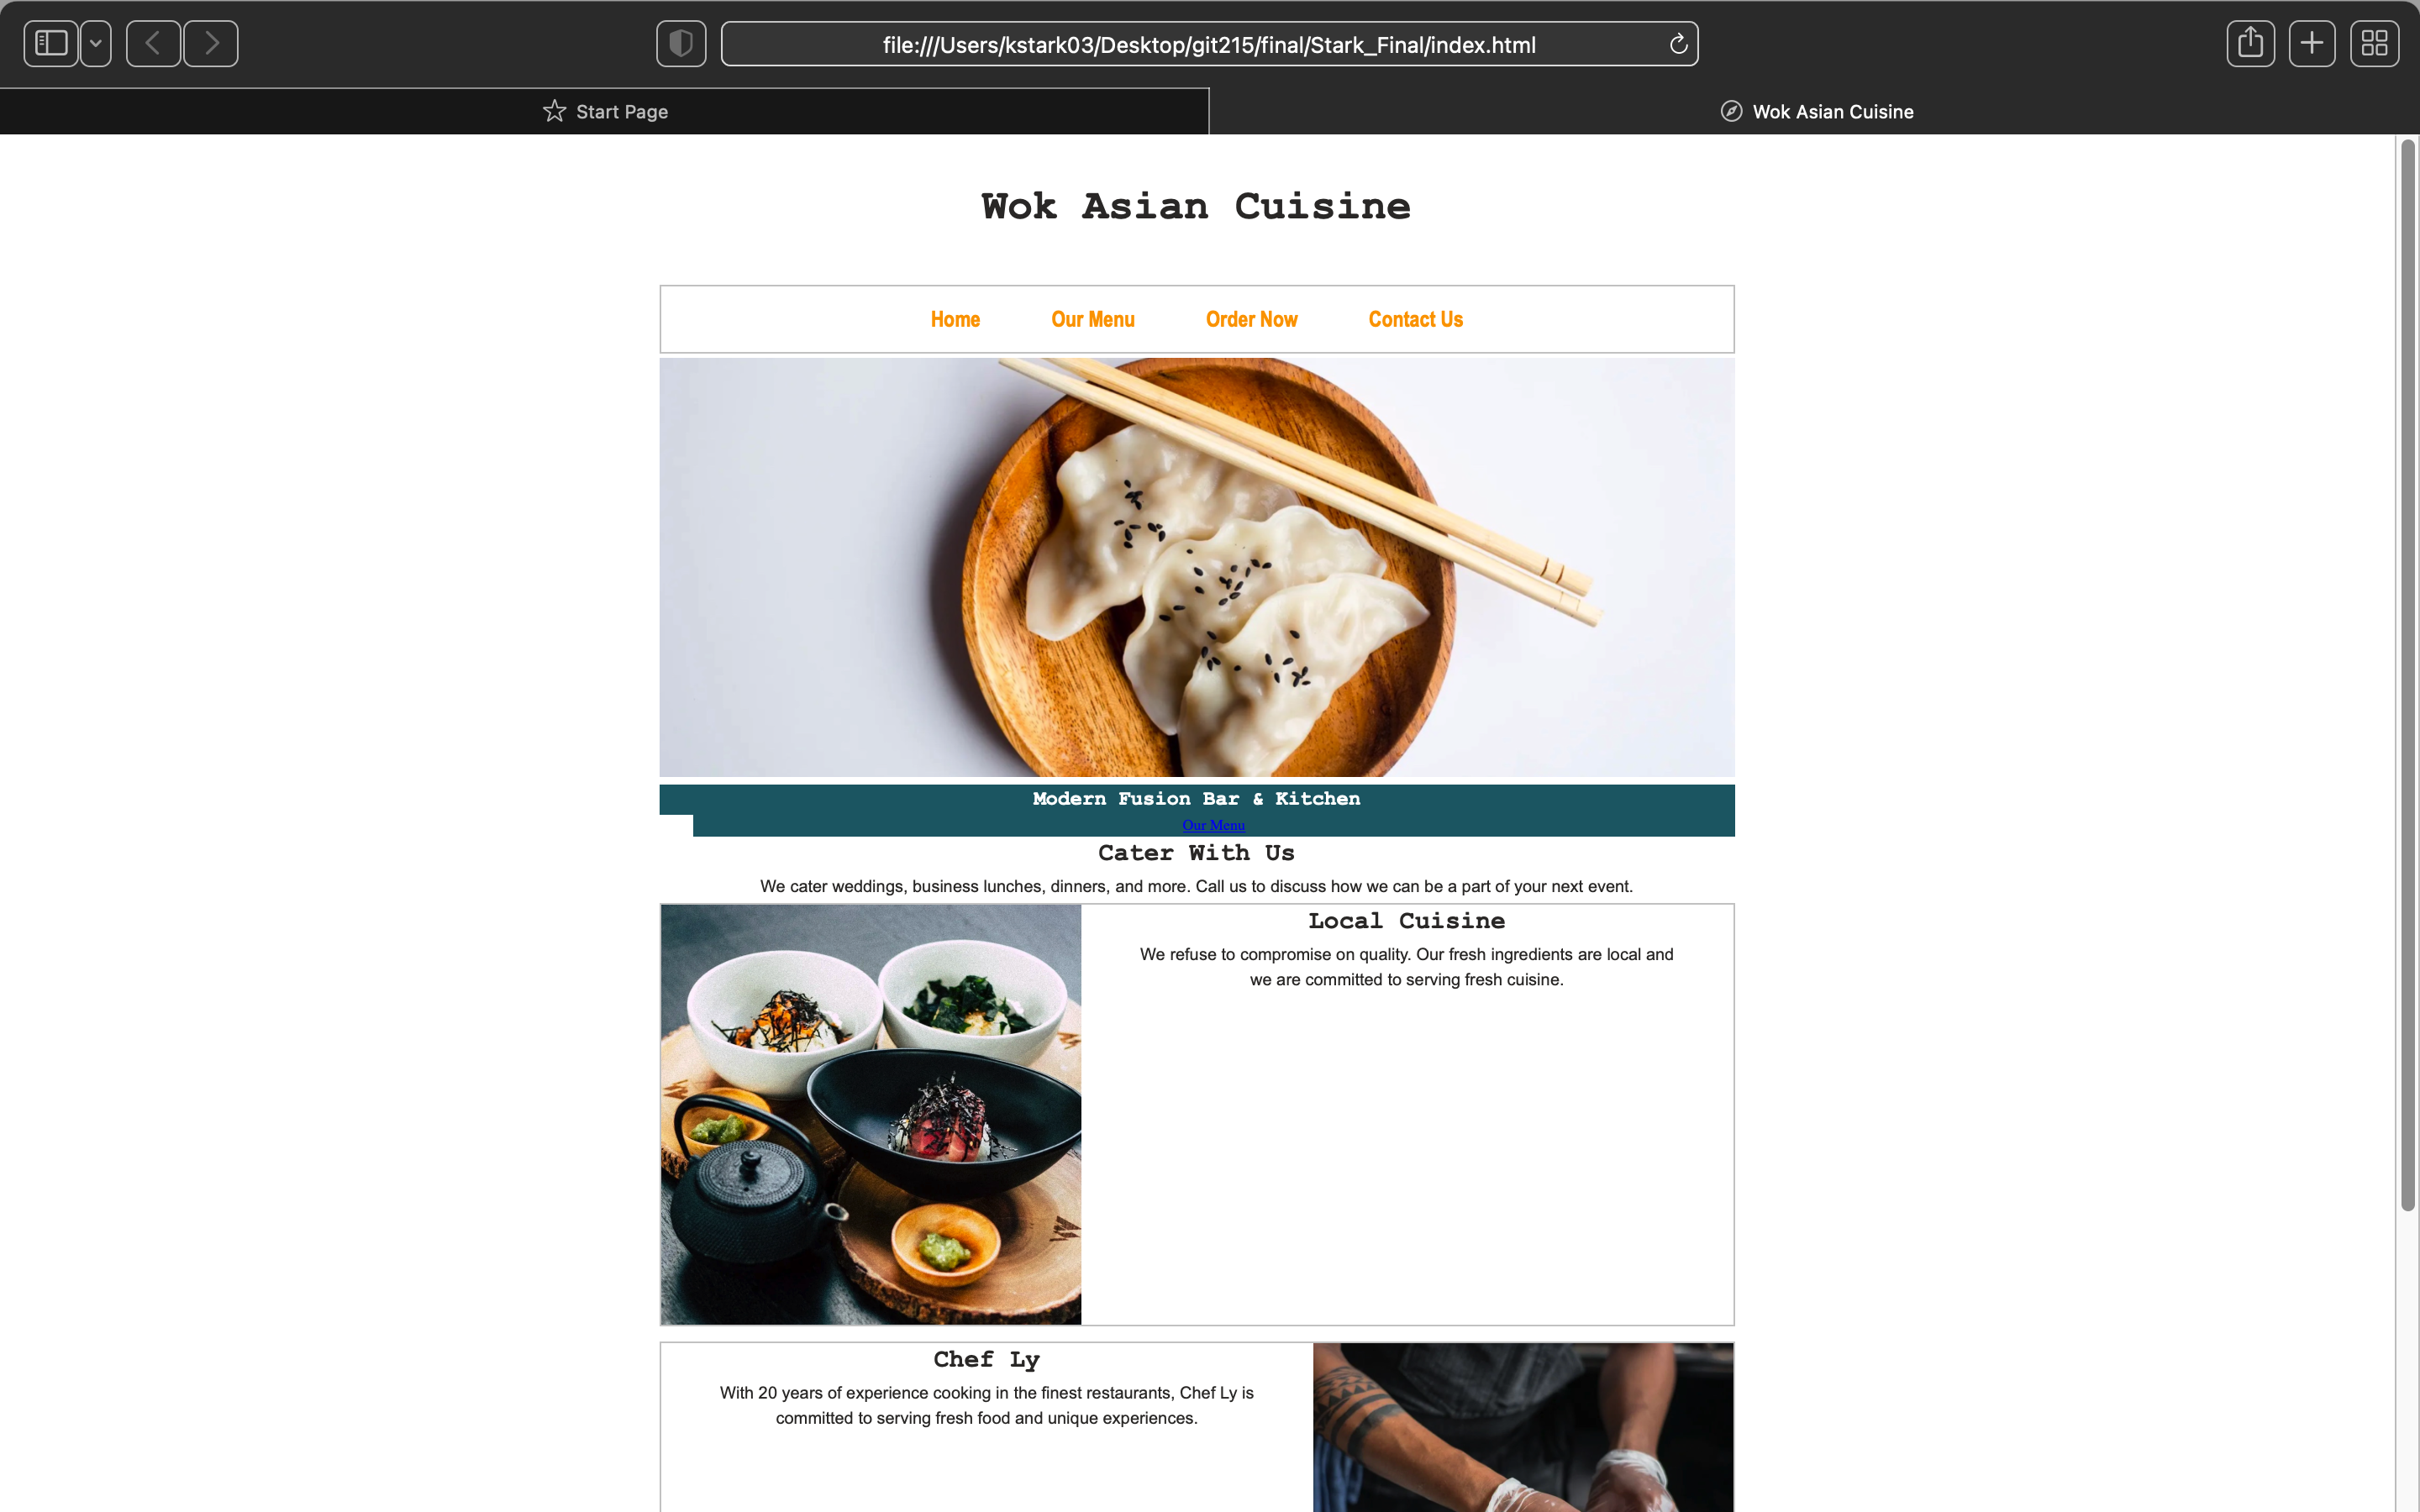 file:///Users/kstark03/Desktop/git215/final/Stark_Final/index.html
Start Page
Wok Asian Cuisine
Wok Asian Cuisine
Home Our Menu Order Now Contact Us
Modern Fusion Bar & Kitchen
Our Menu
Cater With Us
We cater weddings, business lunches, dinners, and more. Call us to discuss how we can be a part of your next event.
Local Cuisine
We refuse to compromise on quality. Our fresh ingredients are local and
we are committed to serving fresh cuisine.
Chef Ly
With 20 years of experience cooking in the finest restaurants, Chef Ly is
committed to serving fresh food and unique experiences.